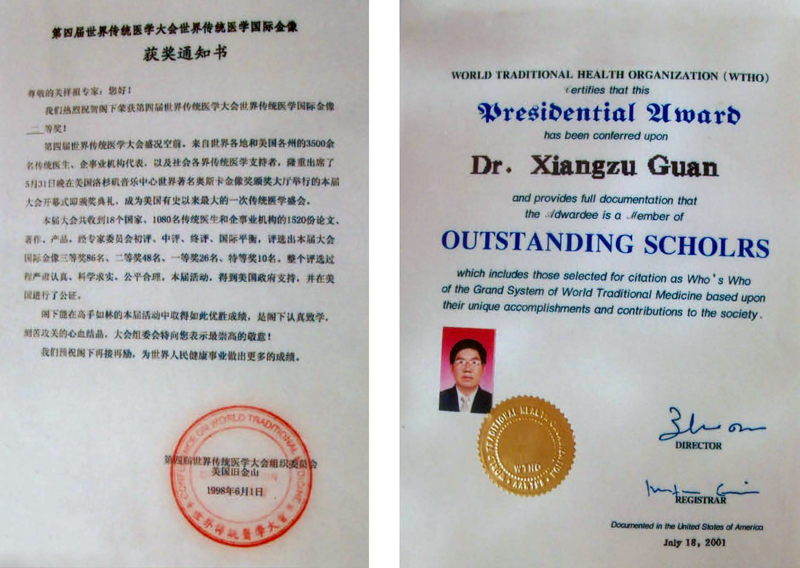 第四届世界传统医学大会世界传统医学国际金像
获奖通知书
尊敬的关祥祖专家:您好!
我们热烈祝贺阁下荣获第四届世界传统医学大会世界传统医学国际金像
二等奖!
第四届世界传统医学大会盛况空前。来自世界各地和美国各州的3500余
名传统医生、企事业机构代表,以及社会各界传统医学支持者,隆重出席了
5月31日晚在美国洛杉矶音乐中心世界著名奥斯卡金像奖颁奖大厅举行的本届
大会开幕式即颁奖典礼,成为美国有史以来最大的一次传统医学盛会。
本届大会共收到18个国家、1080名传统医生和企事业机构的1520份论文、
著作、产品,经专家委员会初评、中评、终评、国际平衡,评选出本届大会
国际金像三等奖86名、二等奖48名、一等奖26名、特等奖10名。整个评选过
程严肃认真、科学求实、公平合理。本届活动,得到美国政府支持,并在美
国进行了公证。
阁下能在高手如林的本届活动中取得如此优胜成绩,是阁下认真致学,
刻苦攻关的心血结晶,大会组委会特向您表示最崇高的敬意!
我们预祝阁下再接再励,为世界人民健康事业做出更多的成绩。
第四届世界传统医学大会组织委员会
美国旧金山
1998年6月1日
CONFERENCE ON WORLD TRADITIONAL MEDICINE
世界传统医学大会
WORLD TRADITIONAL HEALTH ORGANIZATION (WTHO)
Certifies that this
Presidential Award
has been conferred upon
Dr. Xiangzu Guan
and provides full documentation that
the Awardee is a Member of
OUTSTANDING SCHOLRS
which includes those selected for citation as Who's Who
of the Grand System of World Traditional Medicine based upon
their unique accomplishments and contributions to the society.
WORLD TRADITIONAL HEALTH
WTHO
DIRECTOR
REGISTRAR
Documented in the United States of America
July 18, 2001